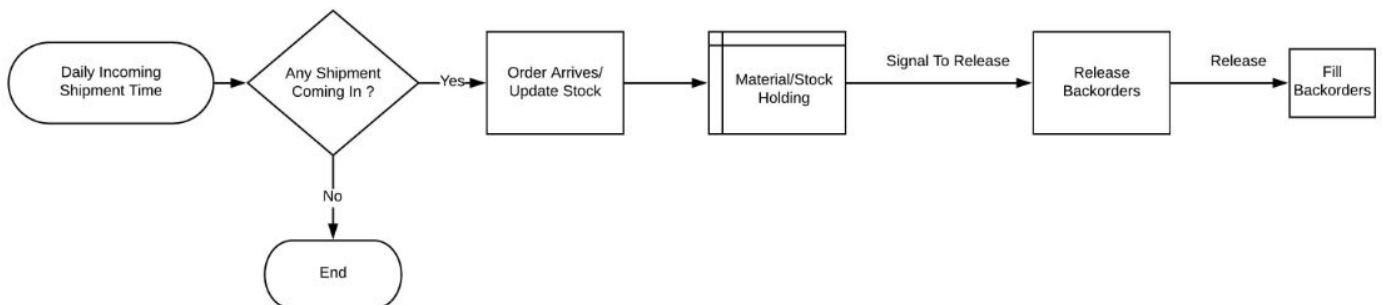 Daily Incoming
Shipment Time
Any Shipment
Coming In ?
Yes
Order Arrives/
Update Stock
Material/Stock
Holding
Signal To Release
Release
Backorders
Release
Fill
Backorders
No
End